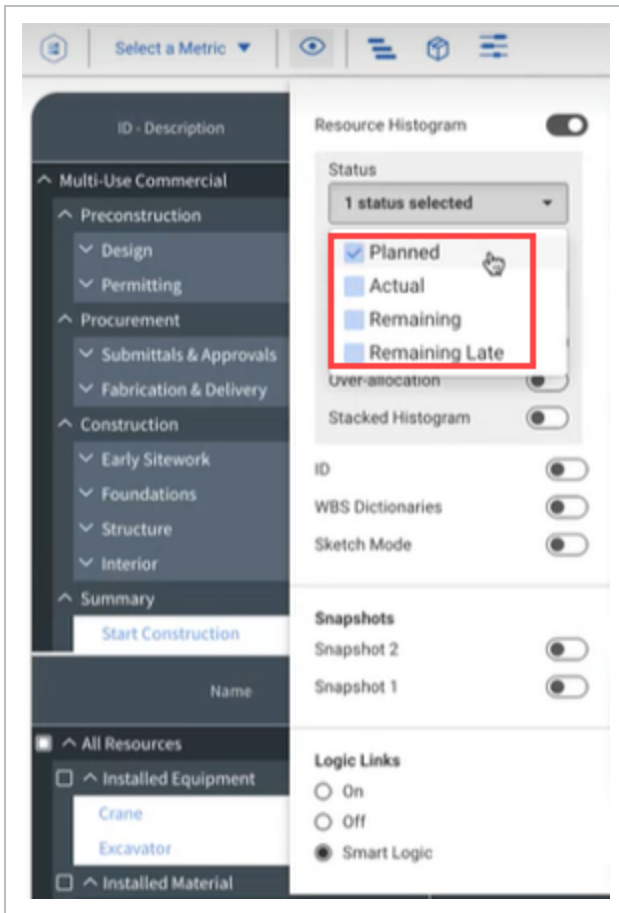 Select a Metric
ID - Description
Multi-Use Commercial
Preconstruction
Design
Permitting
Procurement
Submittals & Approvals
Fabrication & Delivery
Construction
Early Sitework
Foundations
Structure
Interior
Summary
Start Construction
Name
All Resources
Installed Equipment
Crane
Excavator
Installed Material
Resource Histogram
Status
1 status selected
Planned
Actual
Remaining
Remaining Late
Over-allocation
Stacked Histogram
ID
WBS Dictionaries
Sketch Mode
Snapshots
Snapshot 2
Snapshot 1
Logic Links
On
Off
Smart Logic